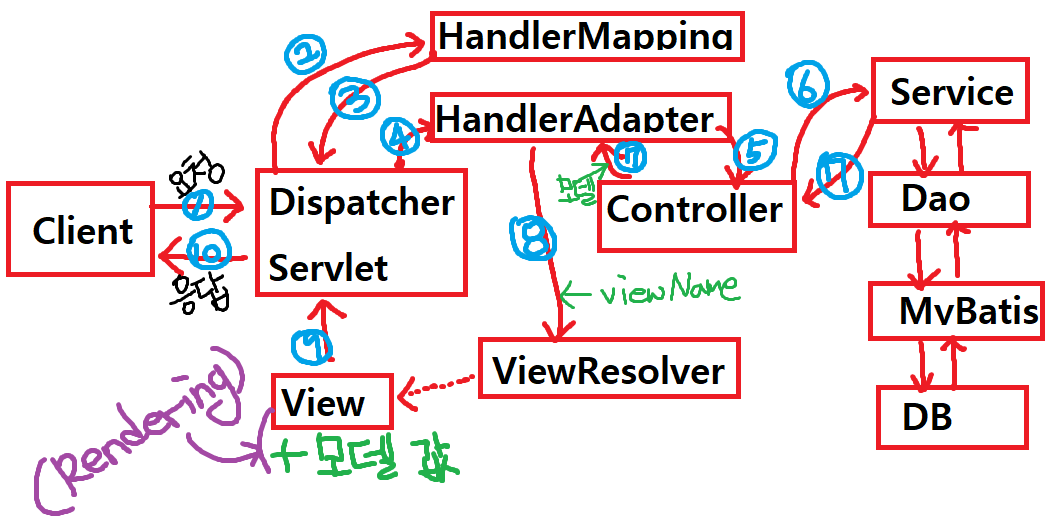 HandlerMapping
②
③
Service
⑥
HandlerAdapter
④
⑤
⑦
⑦
모델
요청
①
Client
Dispatcher
Servlet
Controller
Dao
⑩
응답
⑧
viewName
MyBatis
⑨
ViewResolver
View
DB
(Rendering)
+ 모델 값